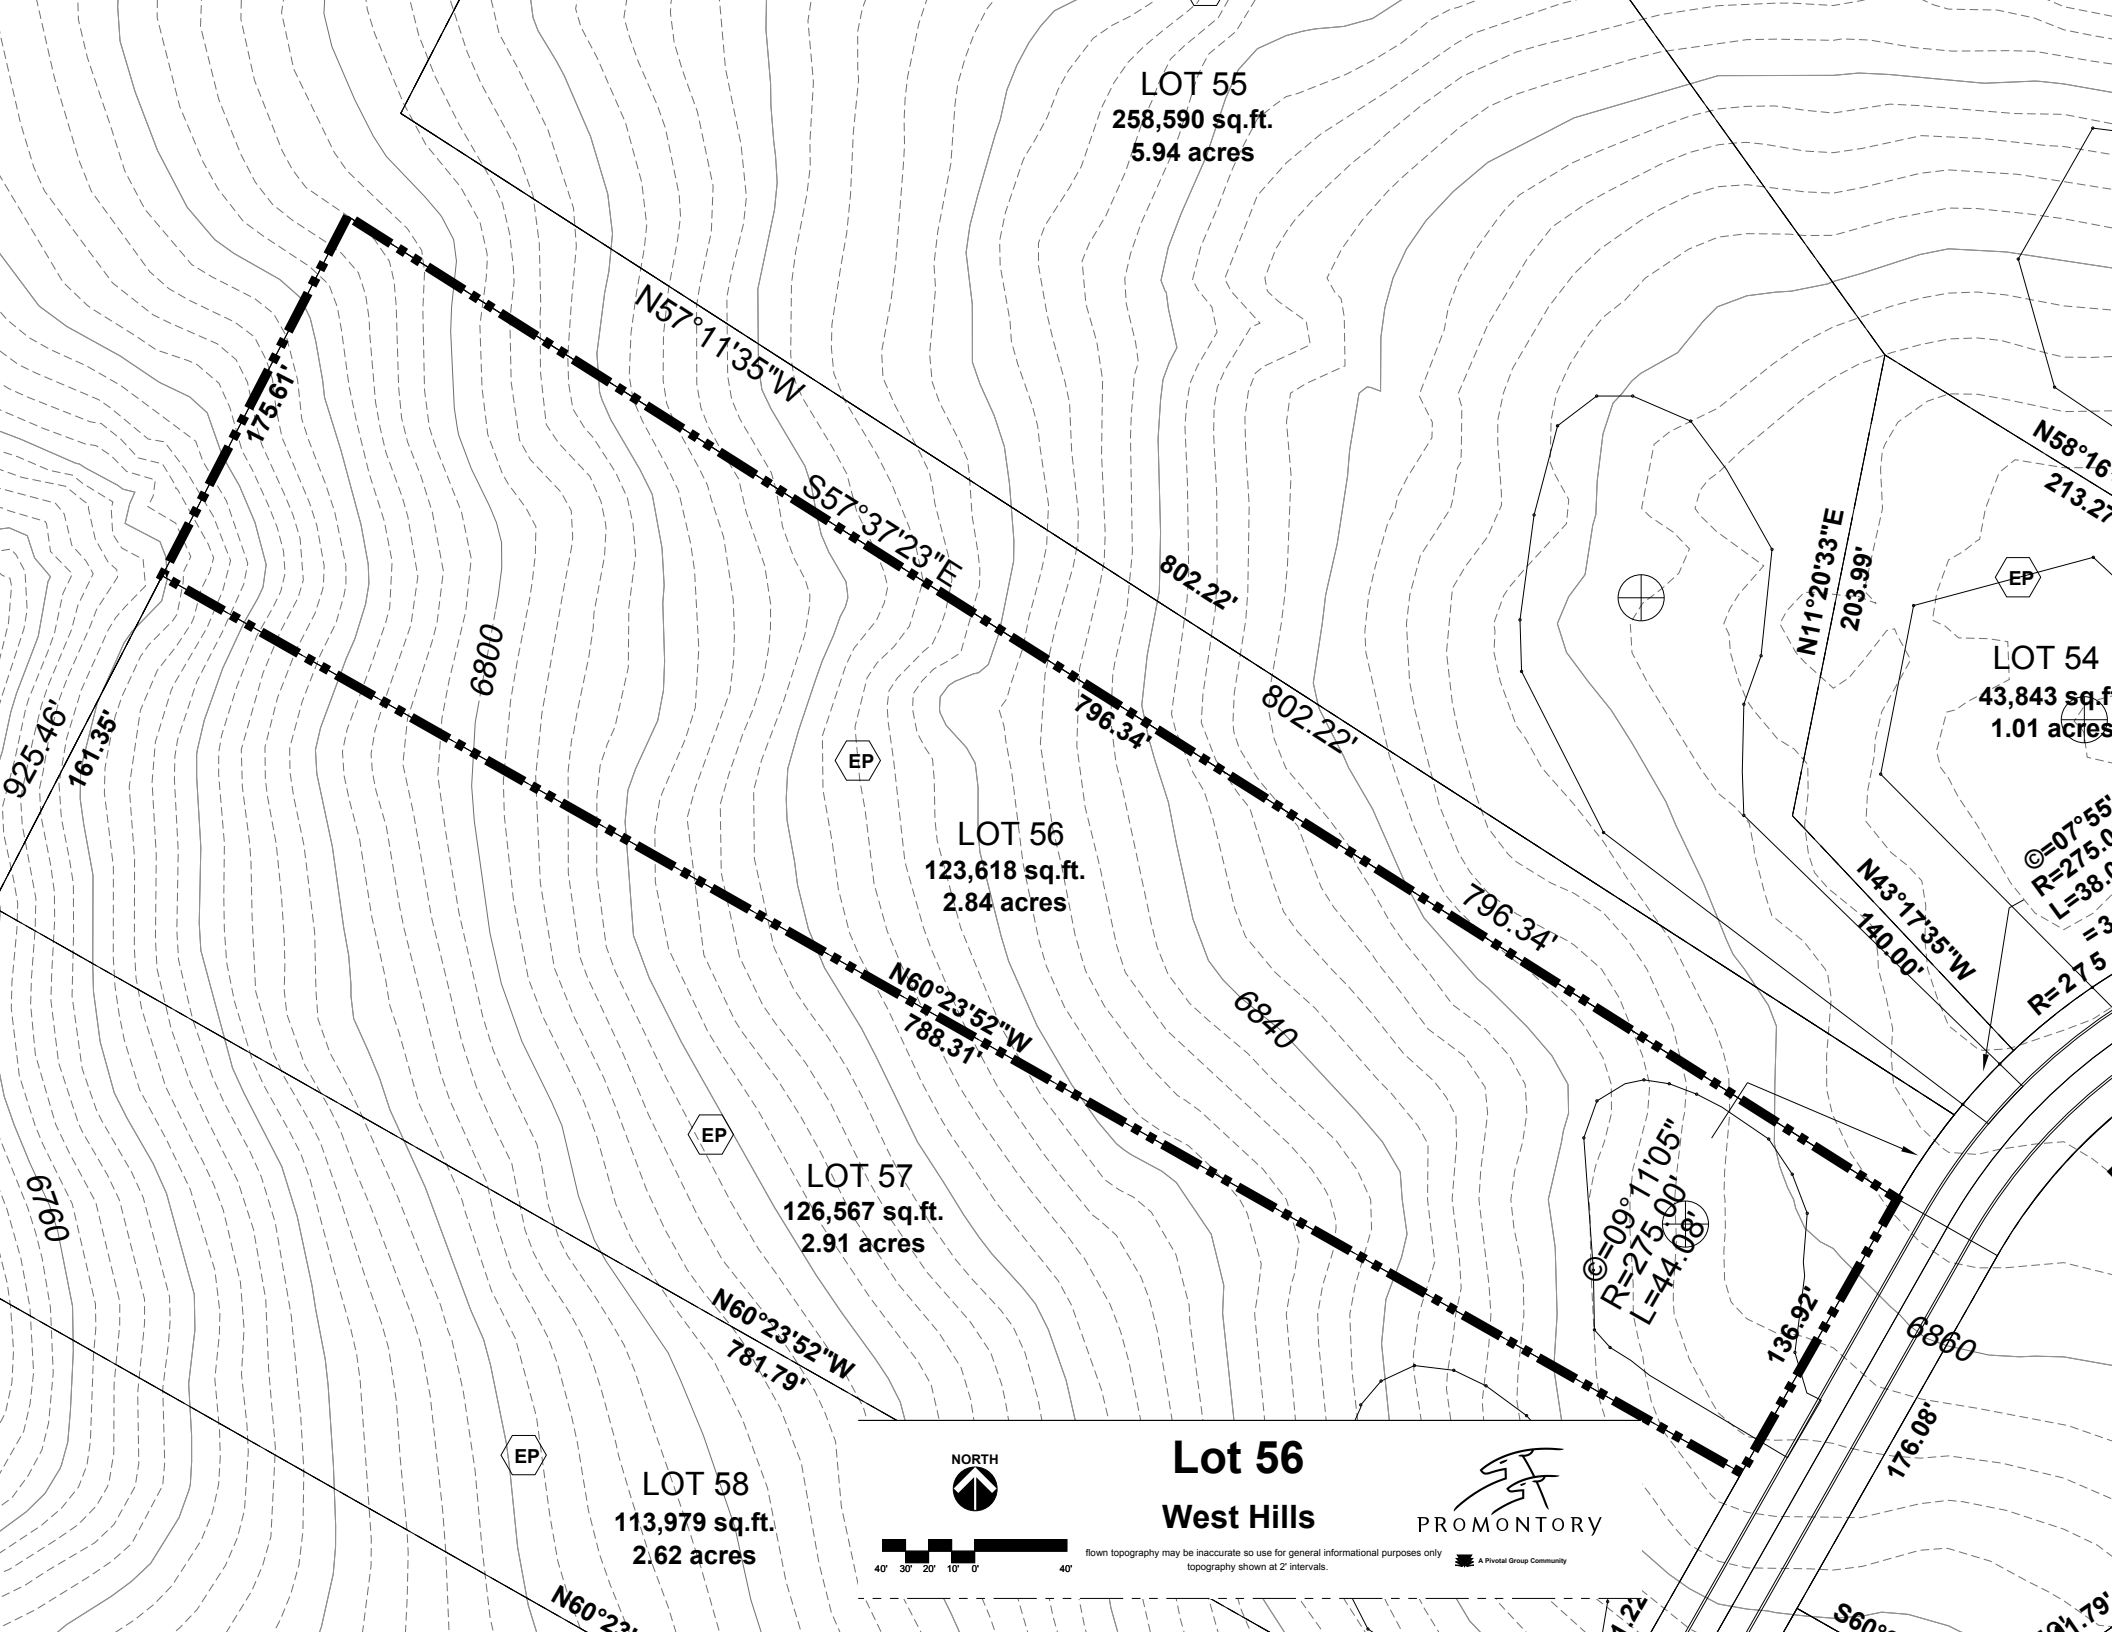 LOT 55
258,590 sq.ft.
5.94 acres
N57°11'35"W
175.61'
S57°37'23"E
802.22'
N11°20'33"E
203.99'
213.27
EP
LOT 54
1.01 acres
6800
925.46'
161.35'
796.34'
802.22'
EP
LOT 56
123,618 sq.ft.
2.84 acres
796.34'
N43°17'35"W
140.00'
©=07°55'
N60°23'52"W
788.31'
6840
EP
LOT 57
126,567 sq.ft.
2.91 acres
©=09°11'05"
R=275.00'
L=44.08'
6760
136.92'
6860
N60°23'52"W
781.79'
176.08'
EP
LOT 58
113,979 sq.ft.
2.62 acres
NORTH
40' 30' 20' 10' 0' 40'
Lot 56
West Hills
flown topography may be inaccurate so use for general informational purposes only
topography shown at 2' intervals.
PROMONTORY
A Pivotal Group Community